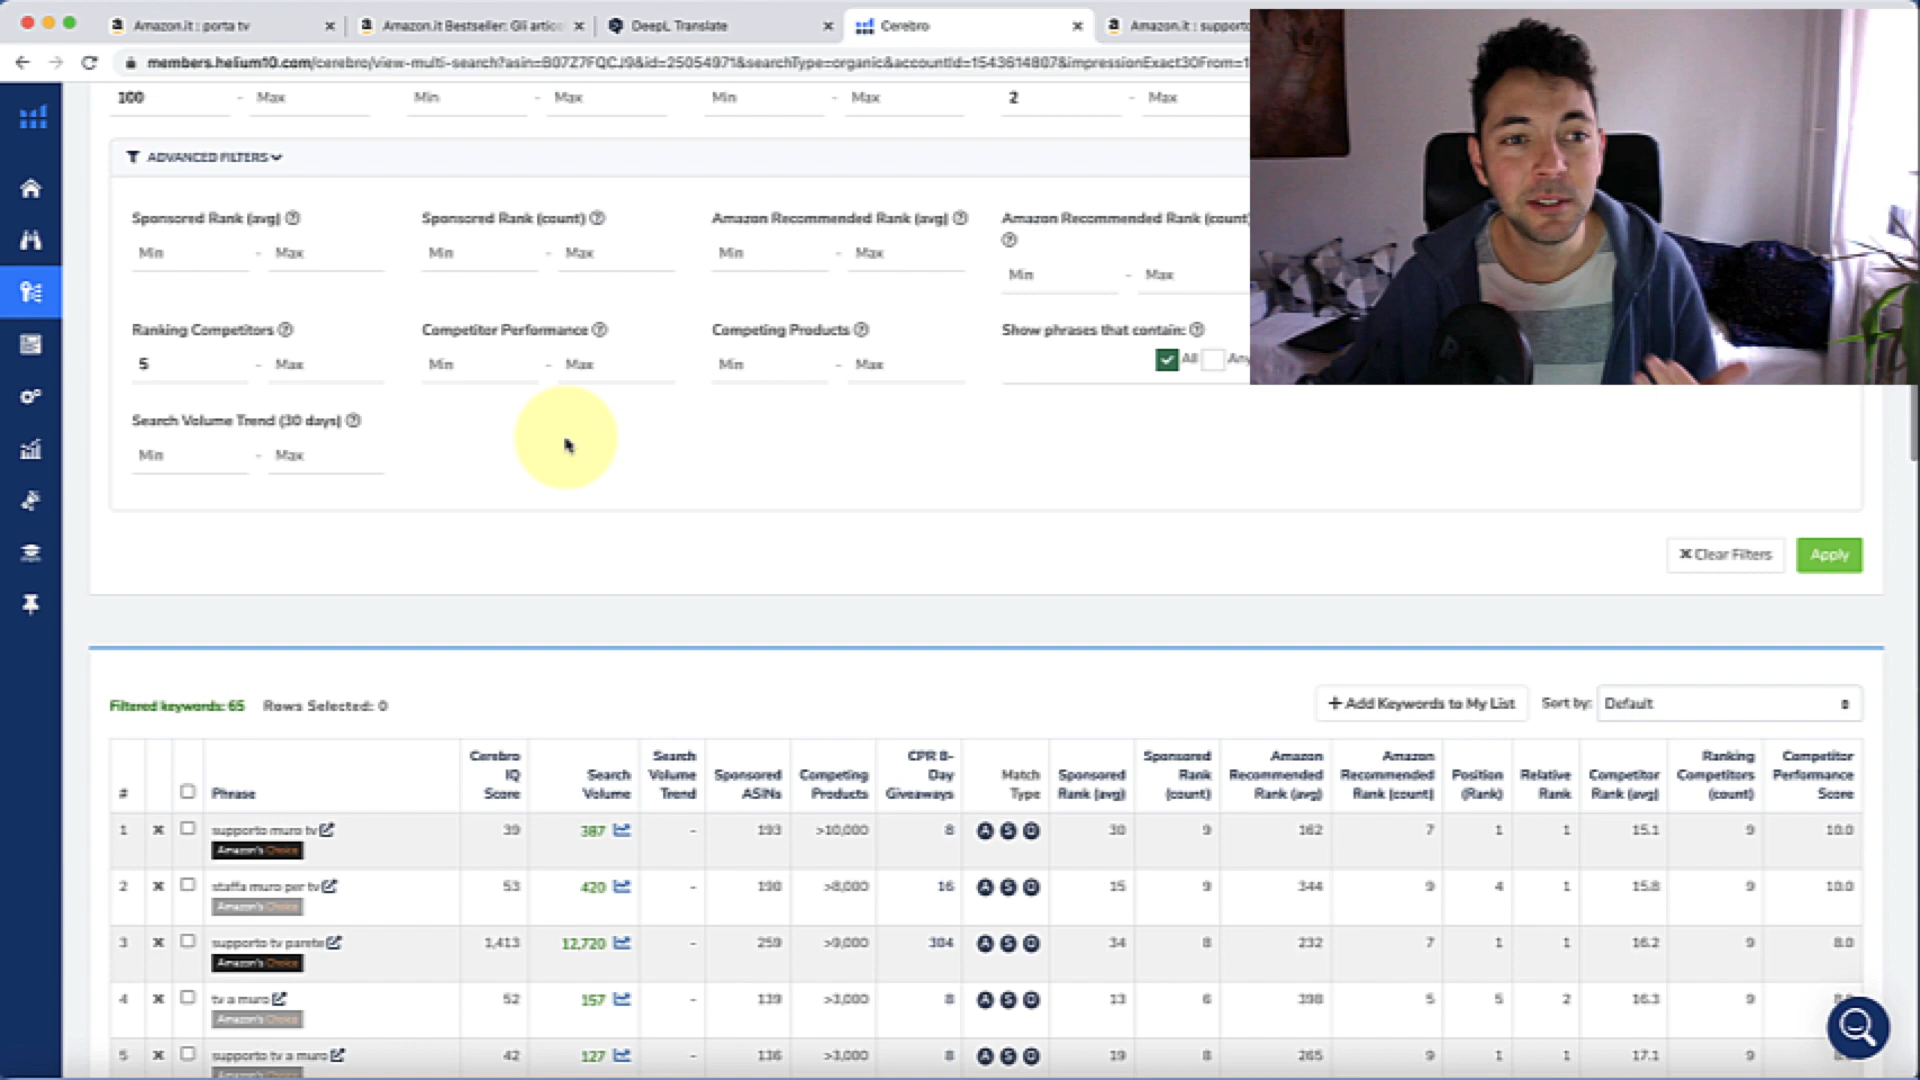 Amazon.it : porta tv
Amazon.it Bestseller: Gli artic
DeepL Translate
Cerebro
Amazon.it : supporto
members.helium10.com/cerebro/view-multi-search?asin=B07Z7FQCJ9&id=25054971&searchType=organic&accountId=1543614807&impressionExact30From=1
100 - Max Min - Max Min - Max 2 - Max
ADVANCED FILTERS
Sponsored Rank (avg) Sponsored Rank (count) Amazon Recommended Rank (avg) Amazon Recommended Rank (count)
Min - Max Min - Max Min - Max Min - Max
Ranking Competitors Competitor Performance Competing Products Show phrases that contain:
5 - Max Min - Max Min - Max All Any
Search Volume Trend (30 days)
Min - Max
Clear Filters Apply
Filtered keywords: 65 Rows Selected: 0 + Add Keywords to My List Sort by: Default
# Phrase Cerebro IQ Score Search Volume Search Volume Trend Sponsored ASINs Competing Products CPR 8-Day Giveaways Match Type Sponsored Rank (avg) Sponsored Rank (count) Amazon Recommended Rank (avg) Amazon Recommended Rank (count) Position (Rank) Relative Rank Competitor Rank (avg) Ranking Competitors (count) Competitor Performance Score
1 supporto muro tv 39 387 - 193 >10,000 8 A S O 30 9 162 7 1 1 15.1 9 10.0
Amazon's Choice
2 staffa muro per tv 53 420 - 190 >8,000 16 A S O 15 9 344 9 4 1 15.8 9 10.0
Amazon's Choice
3 supporto tv parete 1,413 12,720 - 259 >9,000 304 A S O 34 8 232 7 1 1 16.2 9 8.0
Amazon's Choice
4 tv a muro 52 157 - 139 >3,000 8 A S O 13 6 398 5 5 2 16.3 9
Amazon's Choice
5 supporto tv a muro 42 127 - 136 >3,000 8 A S O 19 8 265 9 1 1 17.1 9
Amazon's Choice